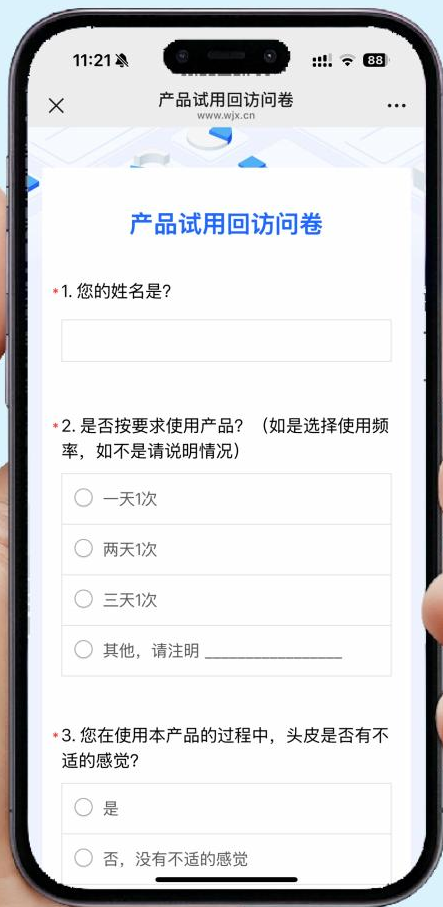 11:21
88
产品试用回访问卷
www.wjx.cn
产品试用回访问卷
*1. 您的姓名是？
*2. 是否按要求使用产品？（如是选择使用频
率，如不是请说明情况）
一天1次
两天1次
三天1次
其他，请注明 _________________
*3. 您在使用本产品的过程中，头皮是否有不
适的感觉？
是
否，没有不适的感觉